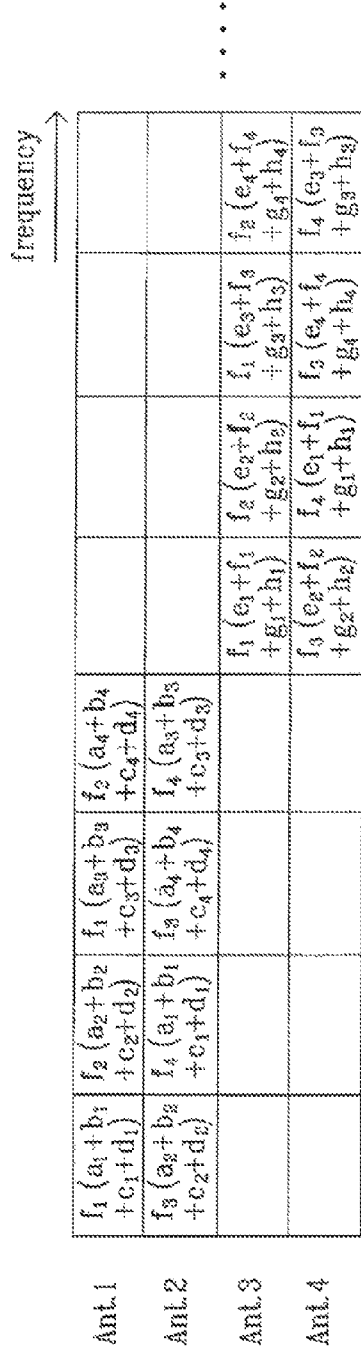 frequency
Ant.1
f₁ (a₁+b₁
+c₁+d₁)
f₂ (a₂+b₂
+c₂+d₂)
f₁ (a₃+b₃
+c₃+d₃)
f₂ (a₄+b₄
+c₄+d₄)
Ant.2
f₃ (a₂+b₂
+c₂+d₂)
f₄ (a₁+b₁
+c₁+d₁)
f₃ (a₄+b₄
+c₄+d₄)
f₄ (a₃+b₃
+c₃+d₃)
Ant.3
f₁ (e₁+f₁
+g₁+h₁)
f₂ (e₂+f₂
+g₂+h₂)
f₁ (e₃+f₃
+g₃+h₃)
f₂ (e₄+f₄
+g₄+h₄)
Ant.4
f₃ (e₂+f₂
+g₂+h₂)
f₄ (e₁+f₁
+g₁+h₁)
f₃ (e₄+f₄
+g₄+h₄)
f₄ (e₃+f₃
+g₃+h₃)